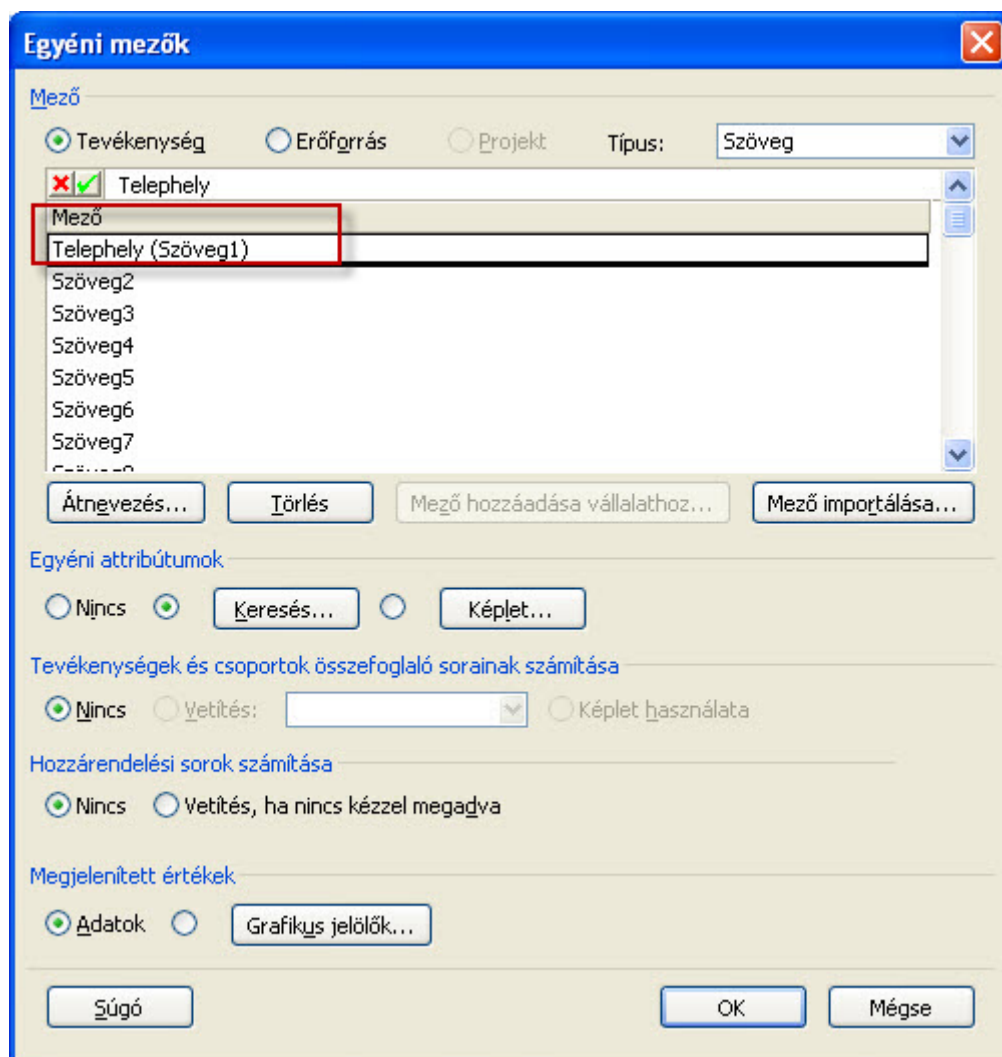 Egyéni mezők
Mező
Tevékenység Erőforrás Projekt Típus: Szöveg
Telephely
Mező
Telephely (Szöveg1)
Szöveg2
Szöveg3
Szöveg4
Szöveg5
Szöveg6
Szöveg7
Átnevezés... Törlés Mező hozzáadása vállalathoz... Mező importálása...
Egyéni attribútumok
Nincs Keresés... Képlet...
Tevékenységek és csoportok összefoglaló sorainak számítása
Nincs Vetítés: Képlet használata
Hozzárendelési sorok számítása
Nincs Vetítés, ha nincs kézzel megadva
Megjelenített értékek
Adatok Grafikus jelölők...
Súgó OK Mégse